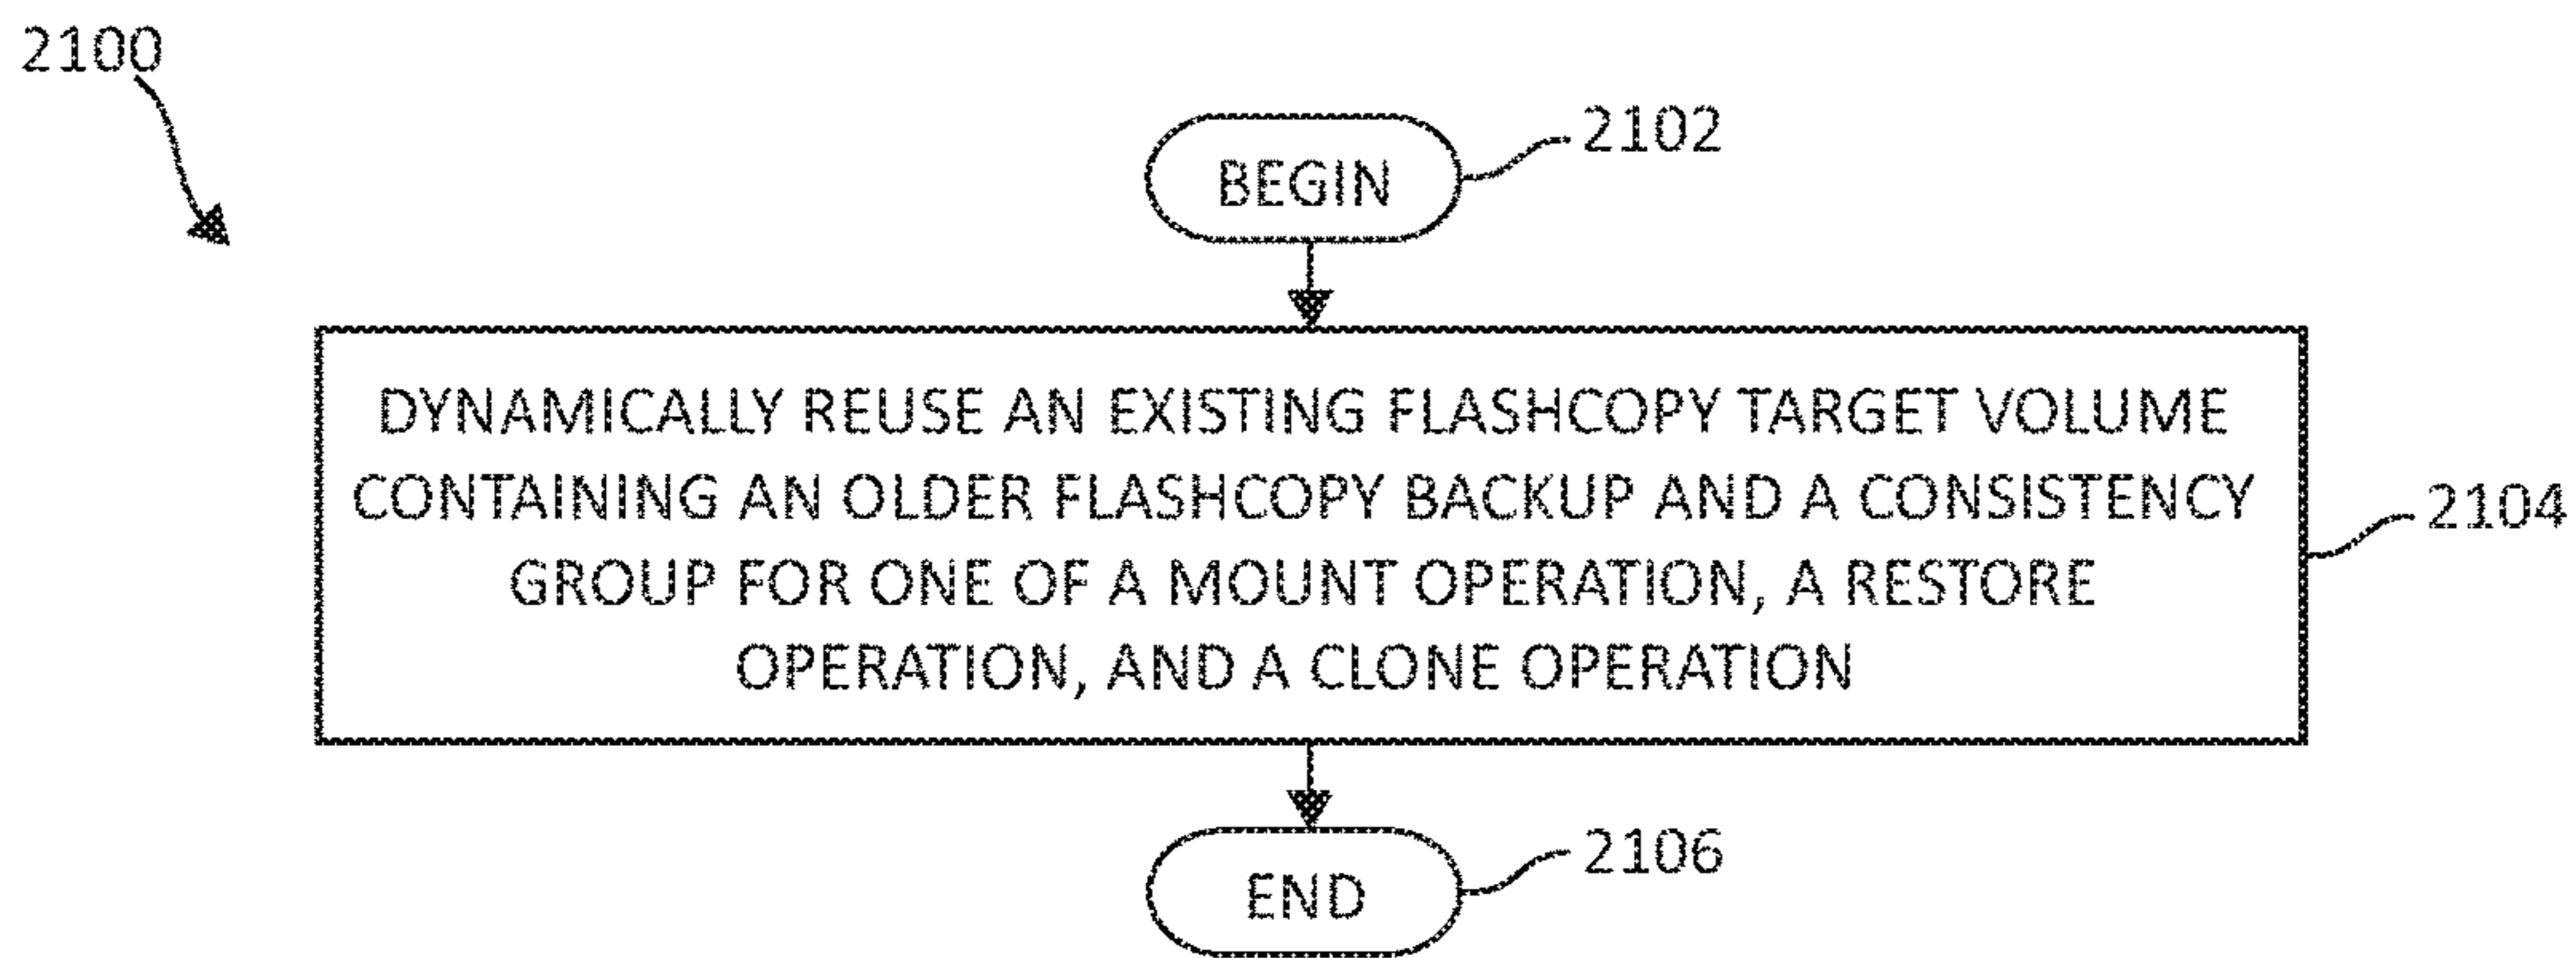 2100
BEGIN
2102
DYNAMICALLY REUSE AN EXISTING FLASHCOPY TARGET VOLUME
CONTAINING AN OLDER FLASHCOPY BACKUP AND A CONSISTENCY
GROUP FOR ONE OF A MOUNT OPERATION, A RESTORE
OPERATION, AND A CLONE OPERATION
2104
END
2106